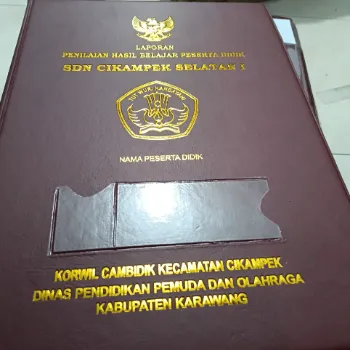 LAPORAN
PENILAIAN HASIL BELAJAR PESERTA DIDIK
SDN CIKAMPEK SELATAN 1
TUT WURI HANDAYANI
NAMA PESERTA DIDIK
KORWIL CAMBIDIK KECAMATAN CIKAMPEK
DINAS PENDIDIKAN PEMUDA DAN OLAHRAGA
KABUPATEN KARAWANG